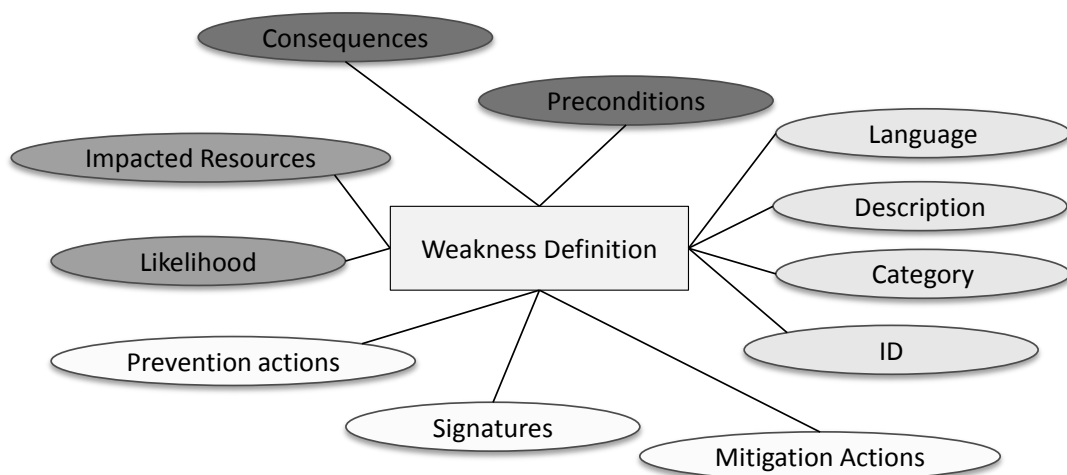 Consequences
Preconditions
Language
Impacted Resources
Description
Weakness Definition
Likelihood
Category
ID
Prevention actions
Signatures
Mitigation Actions